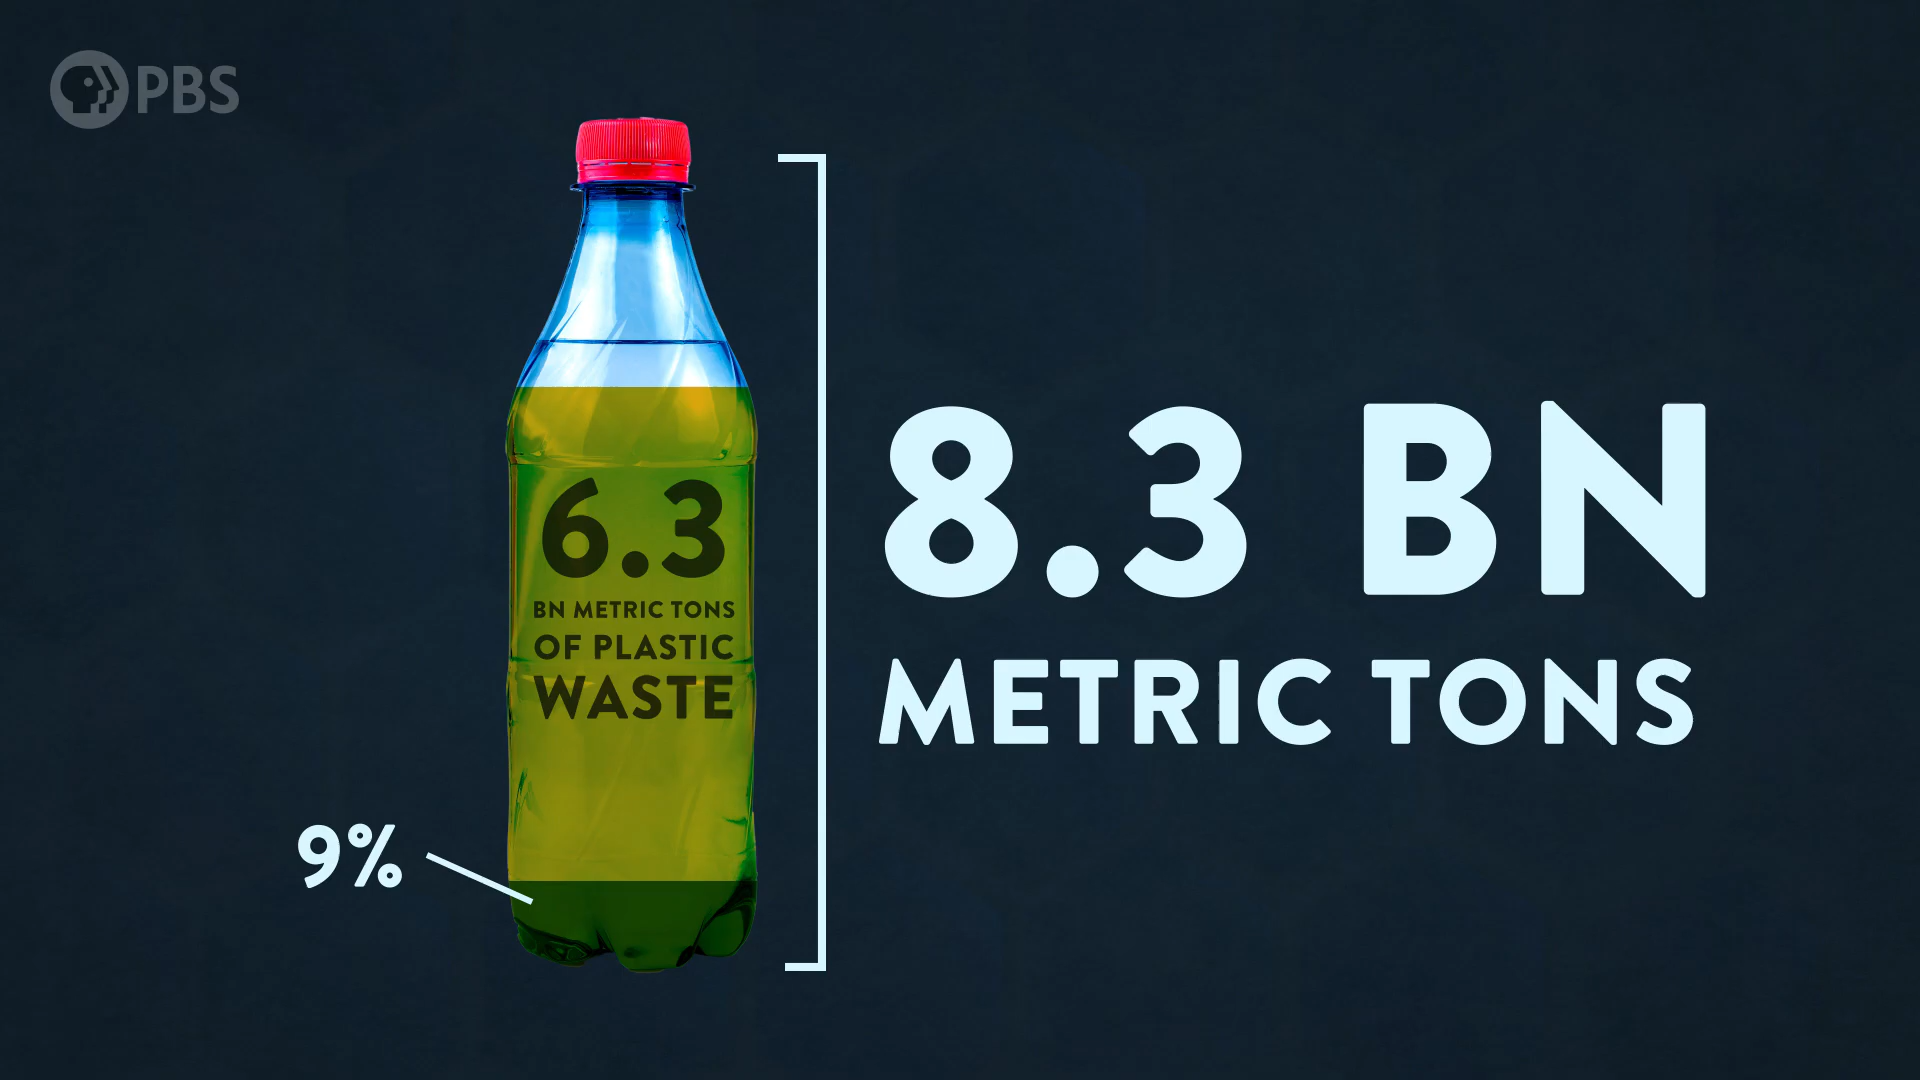 PBS
6.3
BN METRIC TONS
OF PLASTIC
WASTE
8.3 BN
METRIC TONS
9%